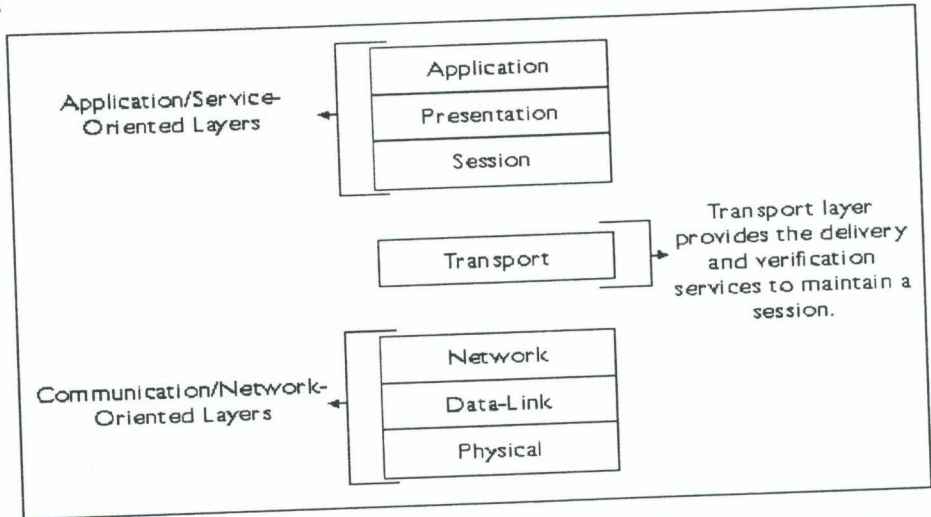 Application
Presentation
Session
Application/Service-
Oriented Layers
Transport
Transport layer
provides the delivery
and verification
services to maintain a
session.
Network
Data-Link
Physical
Communication/Network-
Oriented Layers